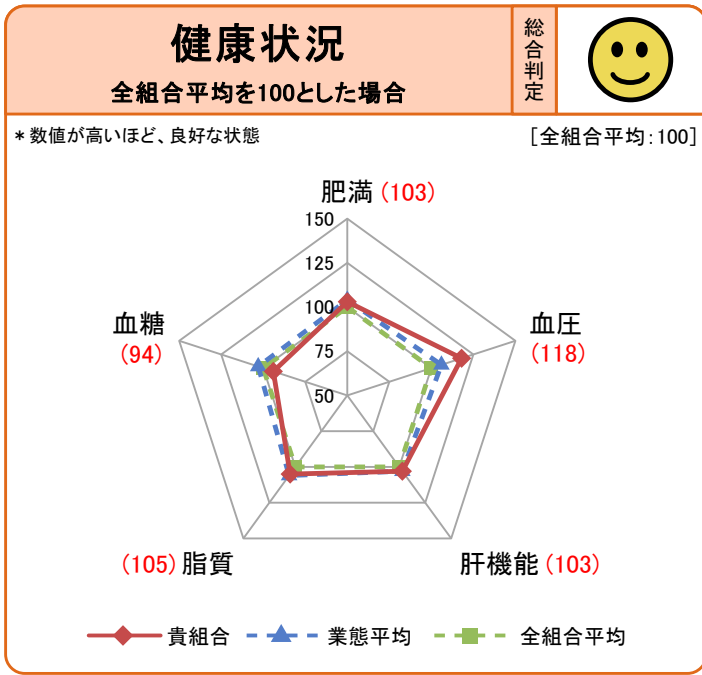 健康状況
全組合平均を100とした場合
総合判定
*数値が高いほど、良好な状態
[全組合平均:100]
肥満(103)
150
125
100
75
50
血糖
(94)
血圧
(118)
(105)脂質
肝機能(103)
貴組合
業態平均
全組合平均